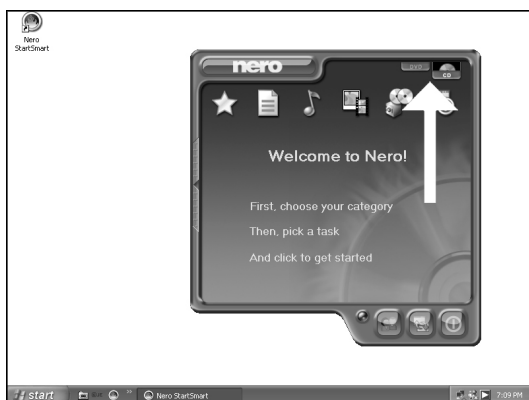 Nero
StartSmart
nero
DVD
CD
Welcome to Nero!
First, choose your category
Then, pick a task
And click to get started
start
Nero StartSmart
7:09 PM